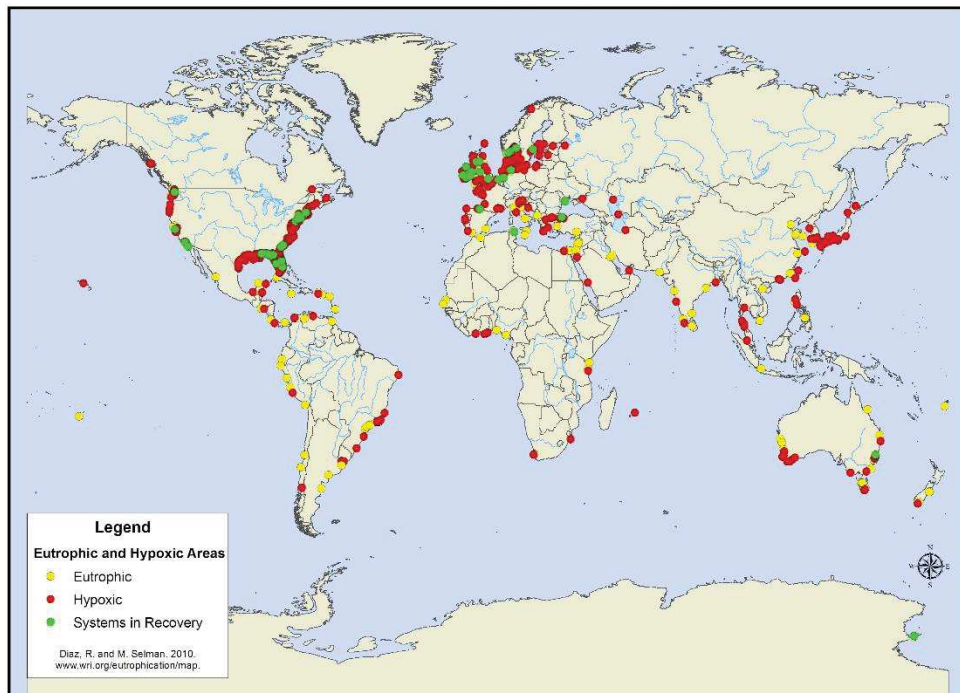 N
W E
S
Legend
Eutrophic and Hypoxic Areas
Eutrophic
Hypoxic
Systems in Recovery
Diaz, R. and M. Selman. 2010.
www.wri.org/eutrophication/map.